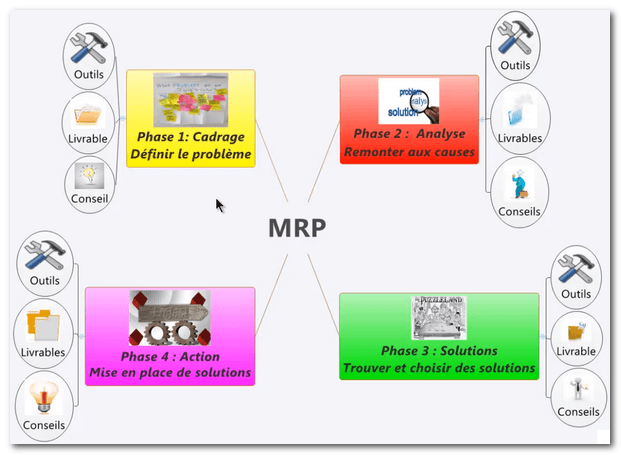 Outils
Livrable
Conseil
Phase 1: Cadrage
Définir le problème
problem
solution
Phase 2 : Analyse
Remonter aux causes
Outils
Livrables
Conseils
MRP
Outils
Livrables
Conseils
Phase 4 : Action
Mise en place de solutions
PUZZLELAND
Phase 3 : Solutions
Trouver et choisir des solutions
Outils
Livrable
Conseils